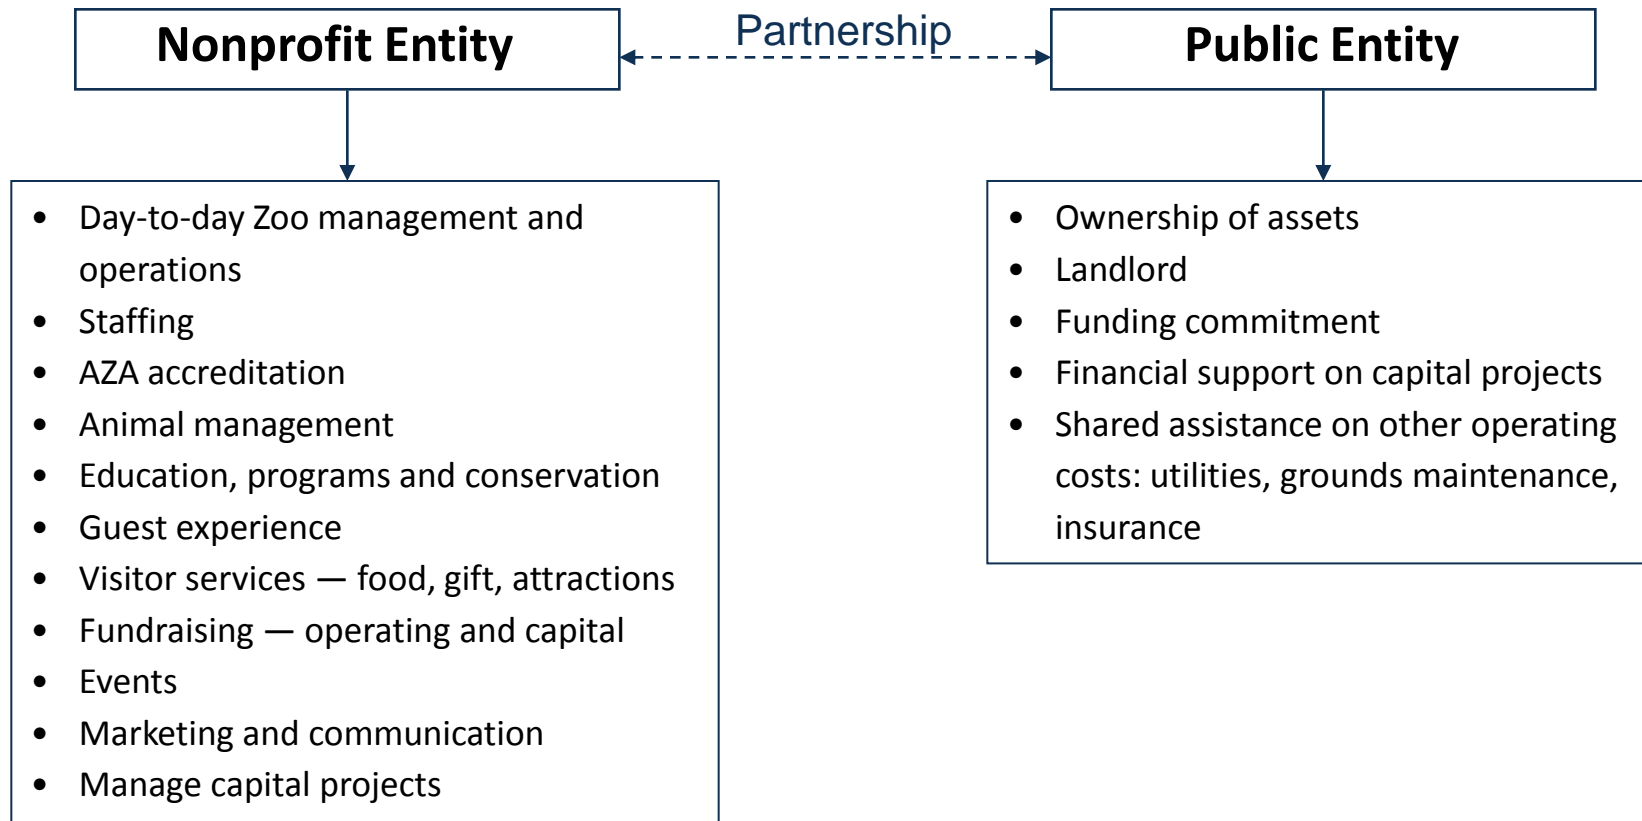 Nonprofit Entity
Partnership
Public Entity
• Day-to-day Zoo management and
operations
• Staffing
• AZA accreditation
• Animal management
• Education, programs and conservation
• Guest experience
• Visitor services — food, gift, attractions
• Fundraising — operating and capital
• Events
• Marketing and communication
• Manage capital projects
• Ownership of assets
• Landlord
• Funding commitment
• Financial support on capital projects
• Shared assistance on other operating
costs: utilities, grounds maintenance,
insurance